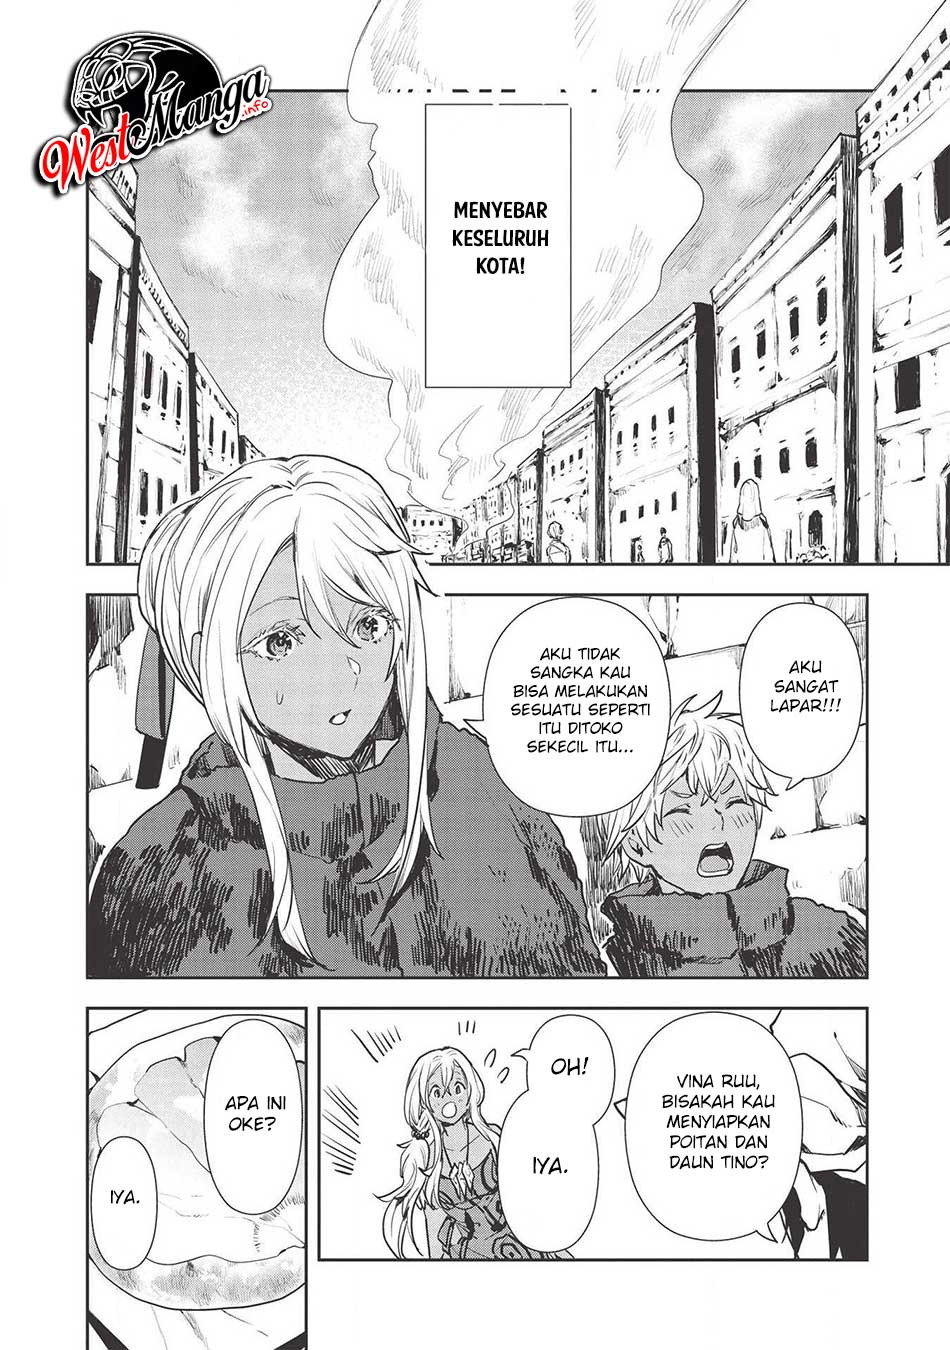 WestManga
.info
MENYEBAR
KESELURUH
KOTA!
AKU
SANGAT
LAPAR!!!
AKU TIDAK
SANGKA KAU
BISA MELAKUKAN
SESUATU SEPERTI
ITU DITOKO
SEKECIL ITU...
VINA RUU,
BISAKAH KAU
MENYIAPKAN
POITAN DAN
DAUN TINO?
OH!
IYA.
APA INI
OKE?
IYA.